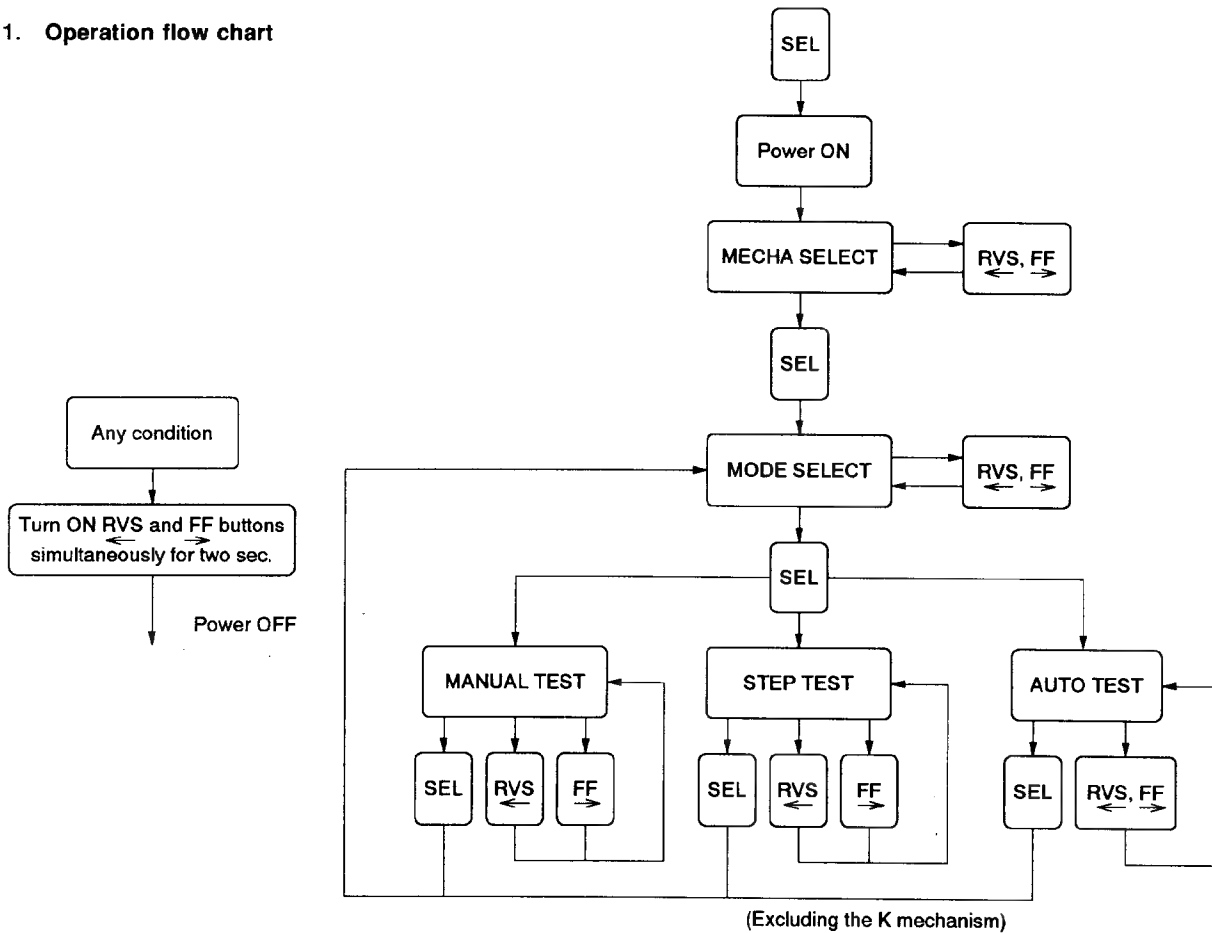 1. Operation flow chart
SEL
Power ON
MECHA SELECT
RVS, FF
← →
SEL
MODE SELECT
RVS, FF
← →
Any condition
Turn ON RVS and FF buttons
← →
simultaneously for two sec.
Power OFF
SEL
MANUAL TEST
STEP TEST
AUTO TEST
SEL
RVS
←
FF
→
SEL
RVS
←
FF
→
SEL
RVS, FF
← →
(Excluding the K mechanism)